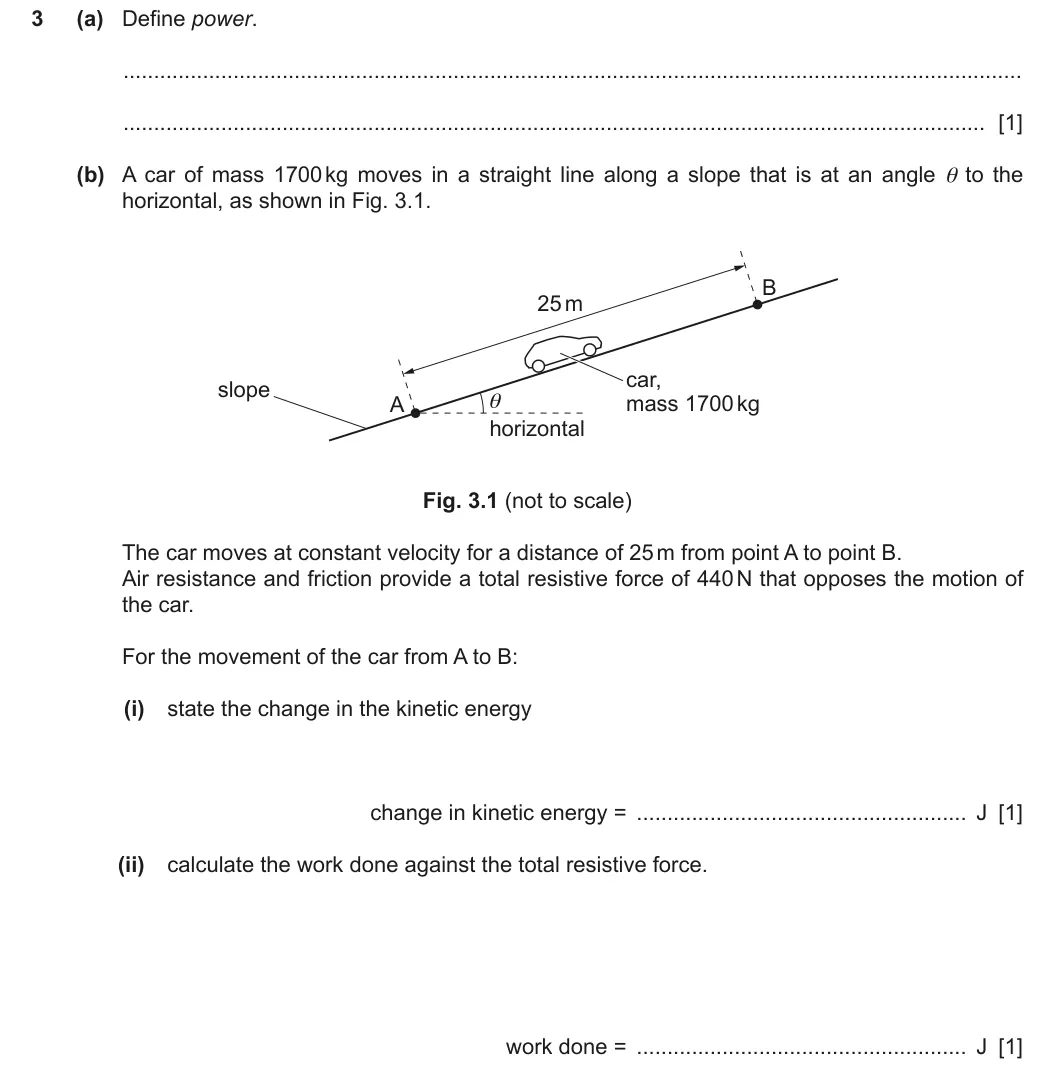 3 (a) Define power.
........................................................................................................................................................
.................................................................................................................................................. [1]
(b) A car of mass 1700 kg moves in a straight line along a slope that is at an angle θ to the
horizontal, as shown in Fig. 3.1.
B
25 m
slope
car,
A θ
mass 1700 kg
horizontal
Fig. 3.1 (not to scale)
The car moves at constant velocity for a distance of 25 m from point A to point B.
Air resistance and friction provide a total resistive force of 440 N that opposes the motion of
the car.
For the movement of the car from A to B:
(i) state the change in the kinetic energy
change in kinetic energy = ...................................................... J [1]
(ii) calculate the work done against the total resistive force.
work done = ...................................................... J [1]